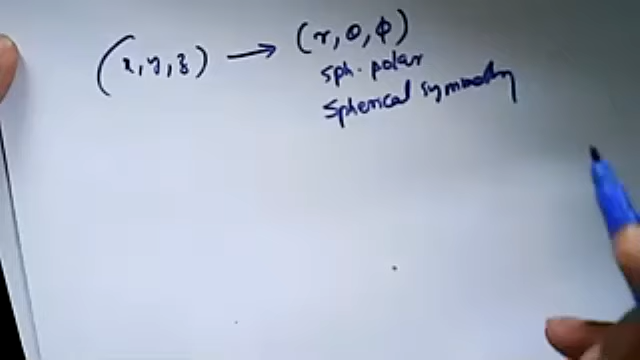 (x, y, z) → (r, θ, φ)
sph. polar
Spherical symmetry